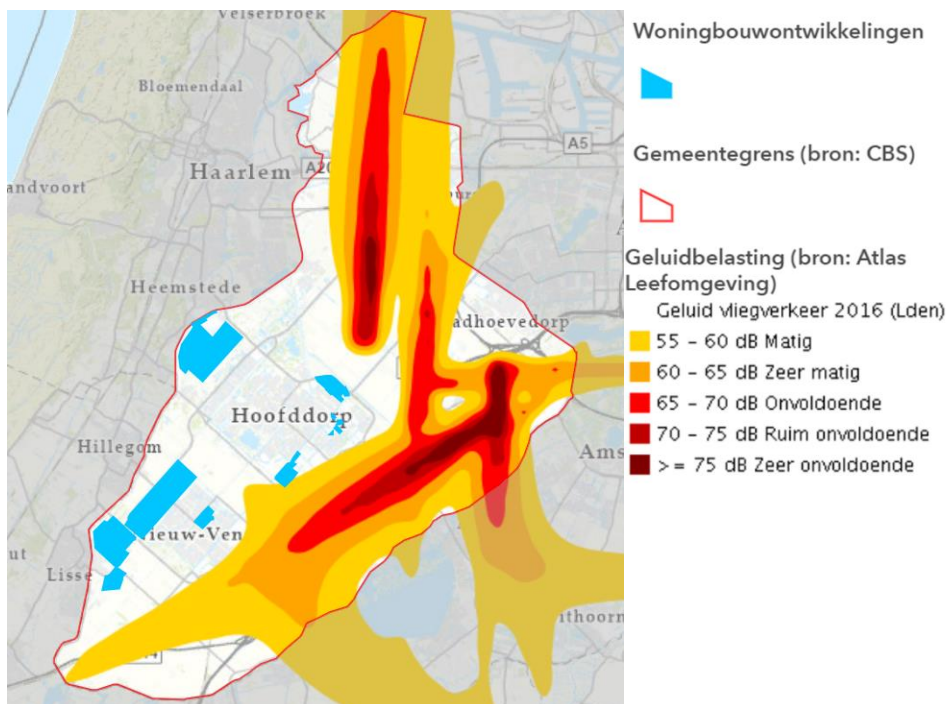 Velserbroek
Bloemendaal
A5
Haarlem
A20
andvoort
Heemstede
adhoevedorp
Hoofddorp
Hillegom
Ams
ieuw-Ven
ut
Lisse
thoorn
Woningbouwontwikkelingen
Gemeentegrens (bron: CBS)
Geluidbelasting (bron: Atlas
Leefomgeving)
Geluid vliegverkeer 2016 (Lden)
55 - 60 dB Matig
60 - 65 dB Zeer matig
65 - 70 dB Onvoldoende
70 - 75 dB Ruim onvoldoende
>= 75 dB Zeer onvoldoende